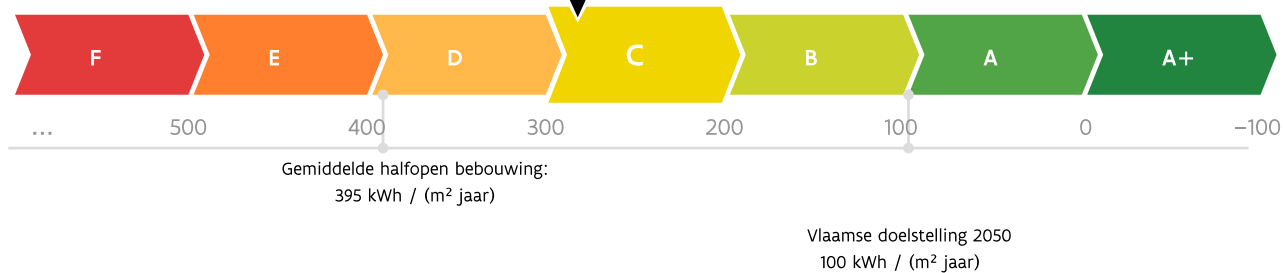 F E D C B A A+
... 500 400 300 200 100 0 −100
Gemiddelde halfopen bebouwing:
395 kWh / (m² jaar)
Vlaamse doelstelling 2050
100 kWh / (m² jaar)